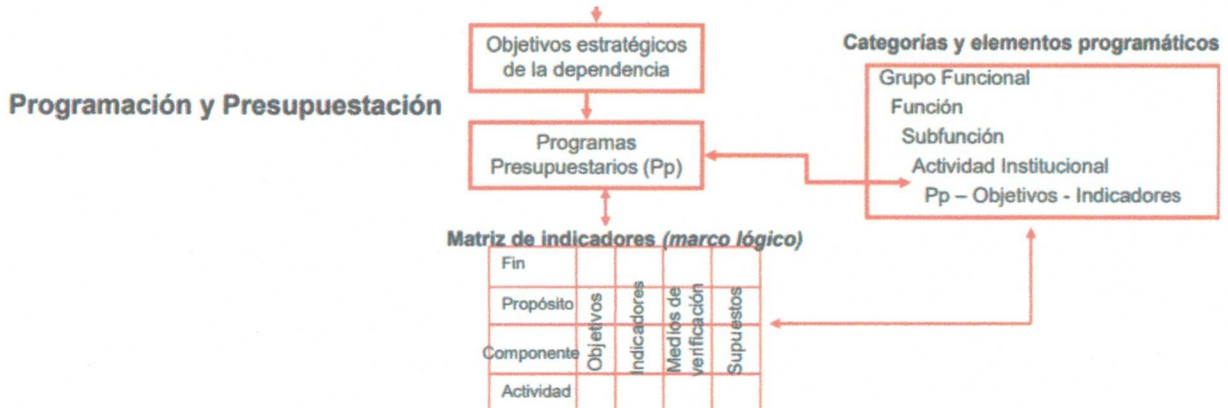 Objetivos estratégicos
de la dependencia
Categorías y elementos programáticos
Grupo Funcional
Función
Subfunción
Actividad Institucional
Pp – Objetivos - Indicadores
Programación y Presupuestación
Programas
Presupuestarios (Pp)
Matriz de indicadores (marco lógico)
Fin
Propósito
Componente
Actividad
Objetivos
Indicadores
Medios de
verificación
Supuestos